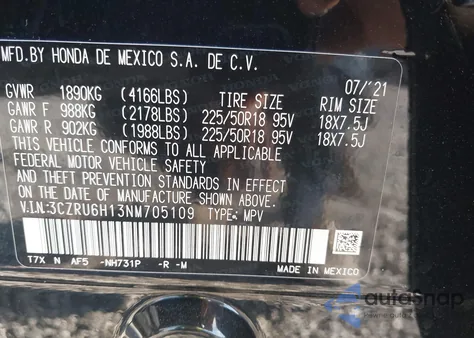 MFD.BY HONDA DE MEXICO S.A. DE C.V.
07/'21
GVWR 1890KG (4166LBS) TIRE SIZE RIM SIZE
GAWR F 988KG (2178LBS) 225/50R18 95V 18X7.5J
GAWR R 902KG (1988LBS) 225/50R18 95V 18X7.5J
THIS VEHICLE CONFORMS TO ALL APPLICABLE
FEDERAL MOTOR VEHICLE SAFETY
AND THEFT PREVENTION STANDARDS IN EFFECT
ON THE DATE OF MANUFACTURE SHOWN ABOVE.
V.I.N:3CZRU6H13NM705109 TYPE: MPV
T7X N AF5 -NH731P -R -M
MADE IN MEXICO
autoSnap